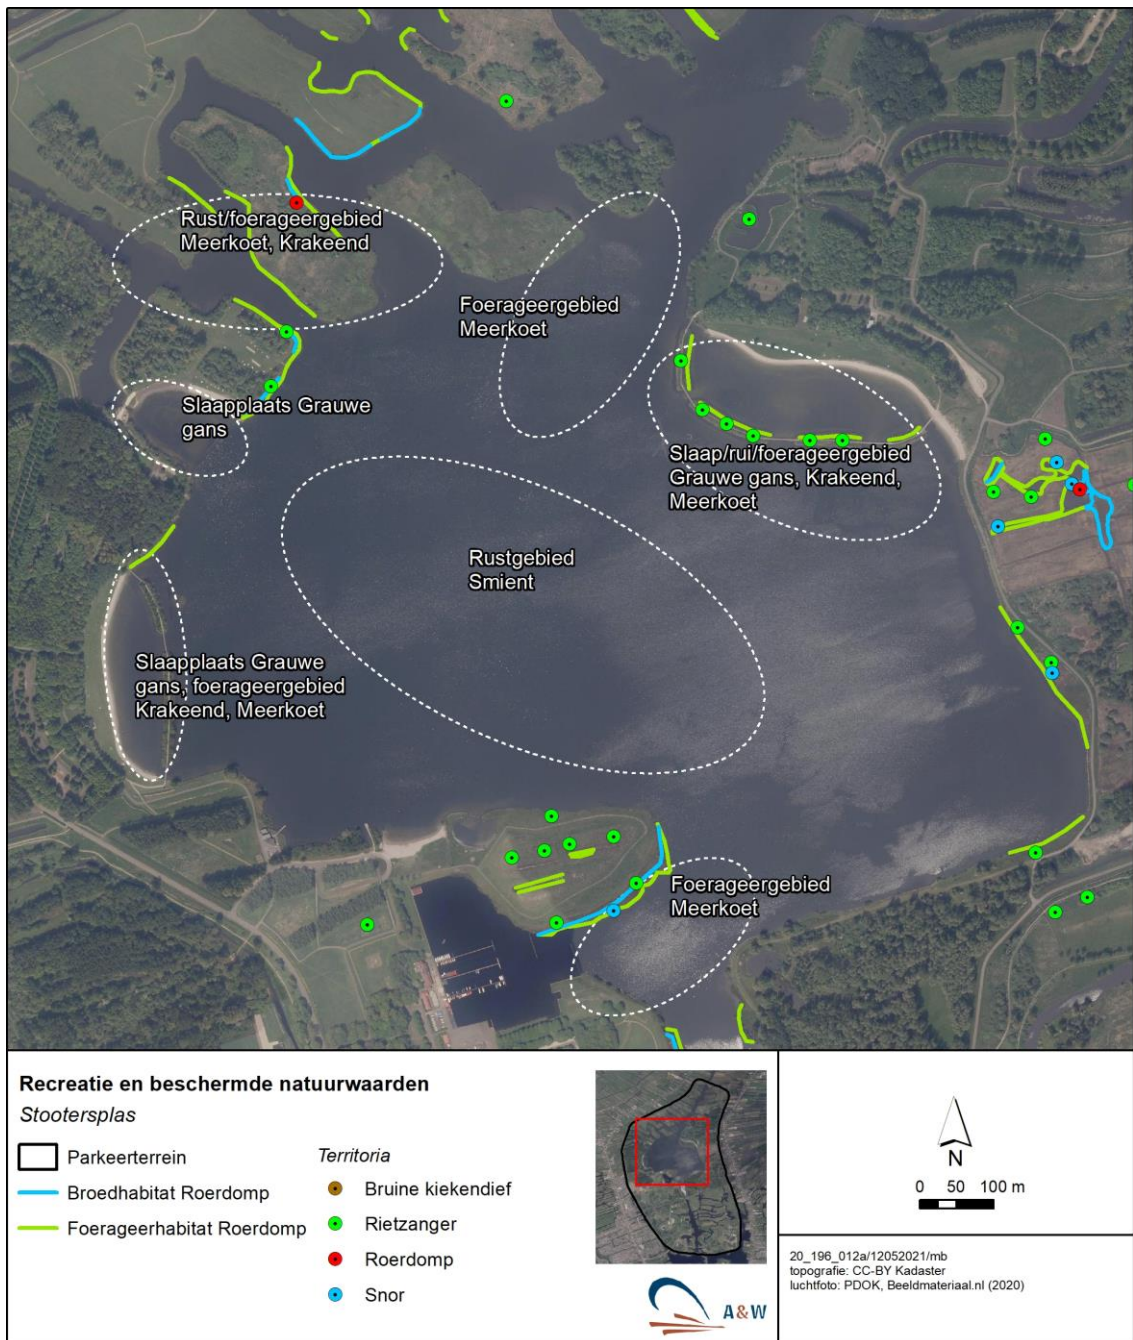 Rust/foerageergebied
Meerkoet, Krakeend
Foerageergebied
Meerkoet
Slaapplaats Grauwe
gans
Slaap/rui/foerageergebied
Grauwe gans, Krakeend,
Meerkoet
Rustgebied
Smient
Slaapplaats Grauwe
gans, foerageergebied
Krakeend, Meerkoet
Foerageergebied
Meerkoet
Recreatie en beschermde natuurwaarden
Stootersplas
Parkeerterrein
Broedhabitat Roerdomp
Foerageerhabitat Roerdomp
Territoria
Bruine kiekendief
Rietzanger
Roerdomp
Snor
A&W
N
0 50 100 m
20_196_012a/12052021/mb
topografie: CC-BY Kadaster
luchtfoto: PDOK, Beeldmateriaal.nl (2020)